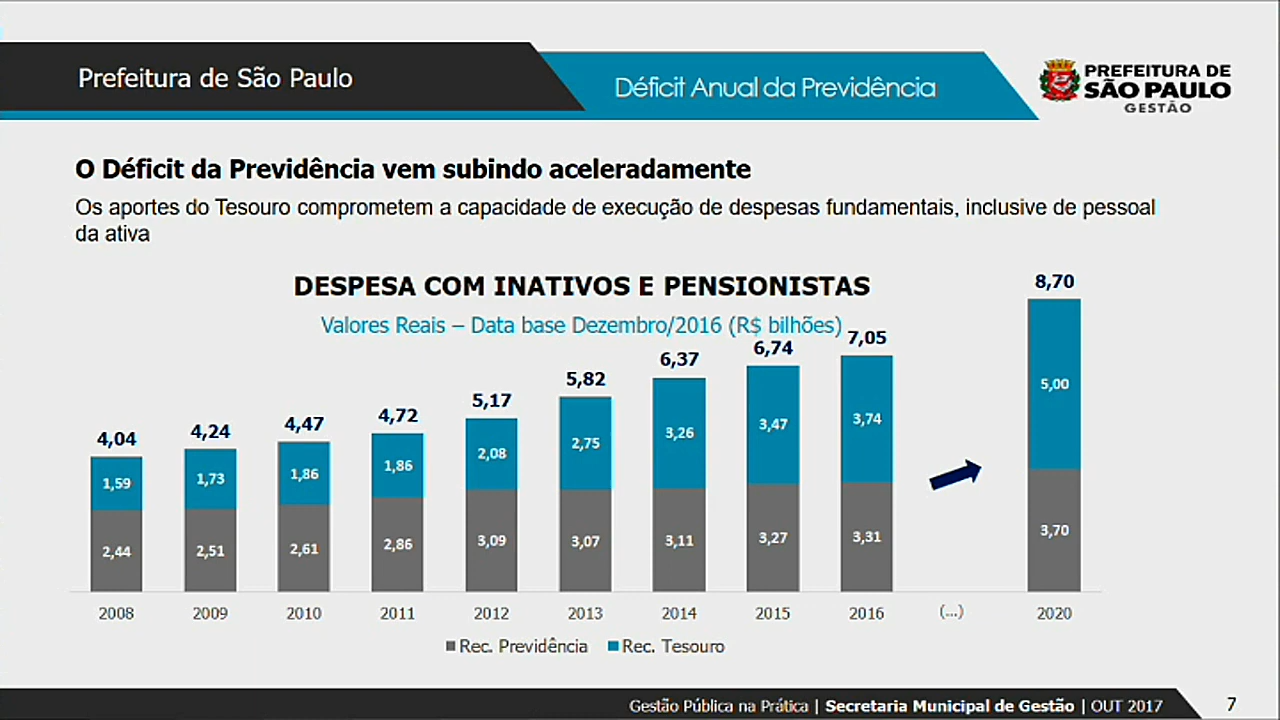 Prefeitura de São Paulo
Déficit Anual da Previdência
PREFEITURA DE
SÃO PAULO
GESTÃO
O Déficit da Previdência vem subindo aceleradamente
Os aportes do Tesouro comprometem a capacidade de execução de despesas fundamentais, inclusive de pessoal
da ativa
DESPESA COM INATIVOS E PENSIONISTAS
Valores Reais – Data base Dezembro/2016 (R$ bilhões)
4,04 4,24 4,47 4,72 5,17 5,82 6,37 6,74 7,05 8,70
1,59 1,73 1,86 1,86 2,08 2,75 3,26 3,47 3,74 5,00
2,44 2,51 2,61 2,86 3,09 3,07 3,11 3,27 3,31 3,70
2008 2009 2010 2011 2012 2013 2014 2015 2016 (...) 2020
Rec. Previdência Rec. Tesouro
Gestão Pública na Prática | Secretaria Municipal de Gestão | OUT 2017 7